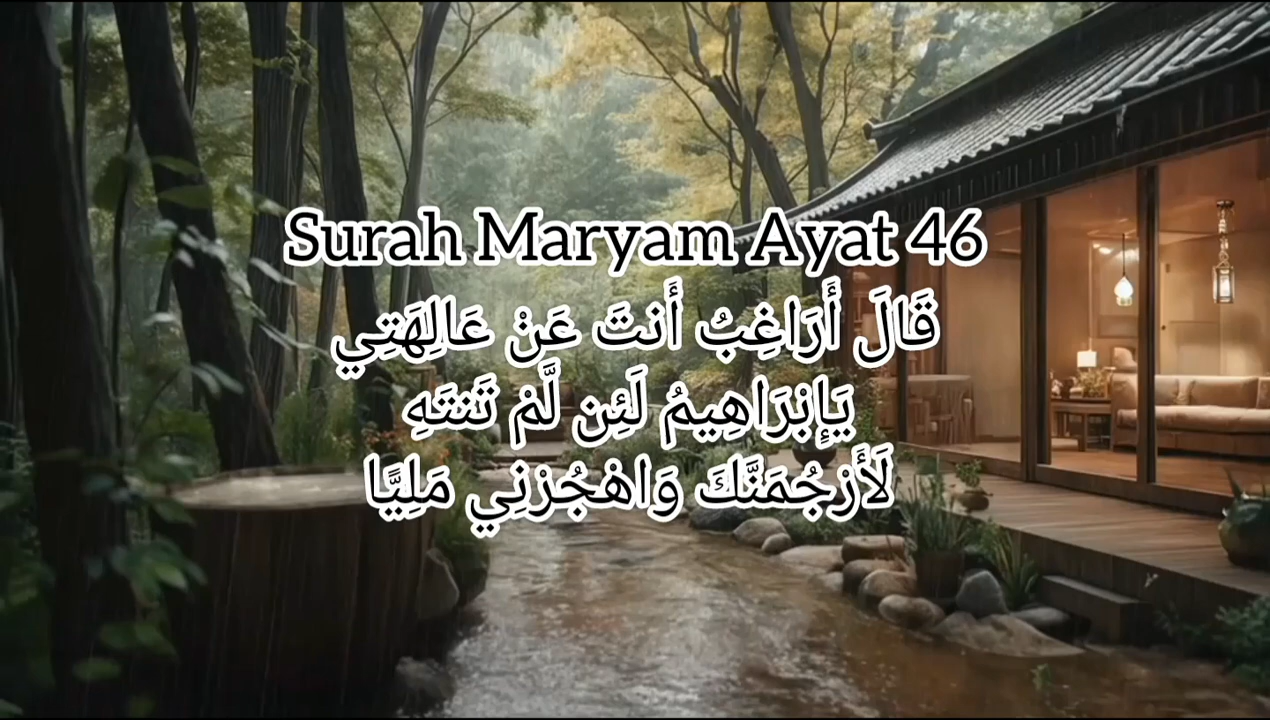 Surah Maryam Ayat 46
قَالَ أَرَاغِبُ أَنتَ عَنْ ءَالِهَتِي
يَإِبْرَاهِيمُ لَئِن لَّمْ تَنتَهِ
لَأَرْجُمَنَّكَ وَاهْجُرْنِي مَلِيًّا